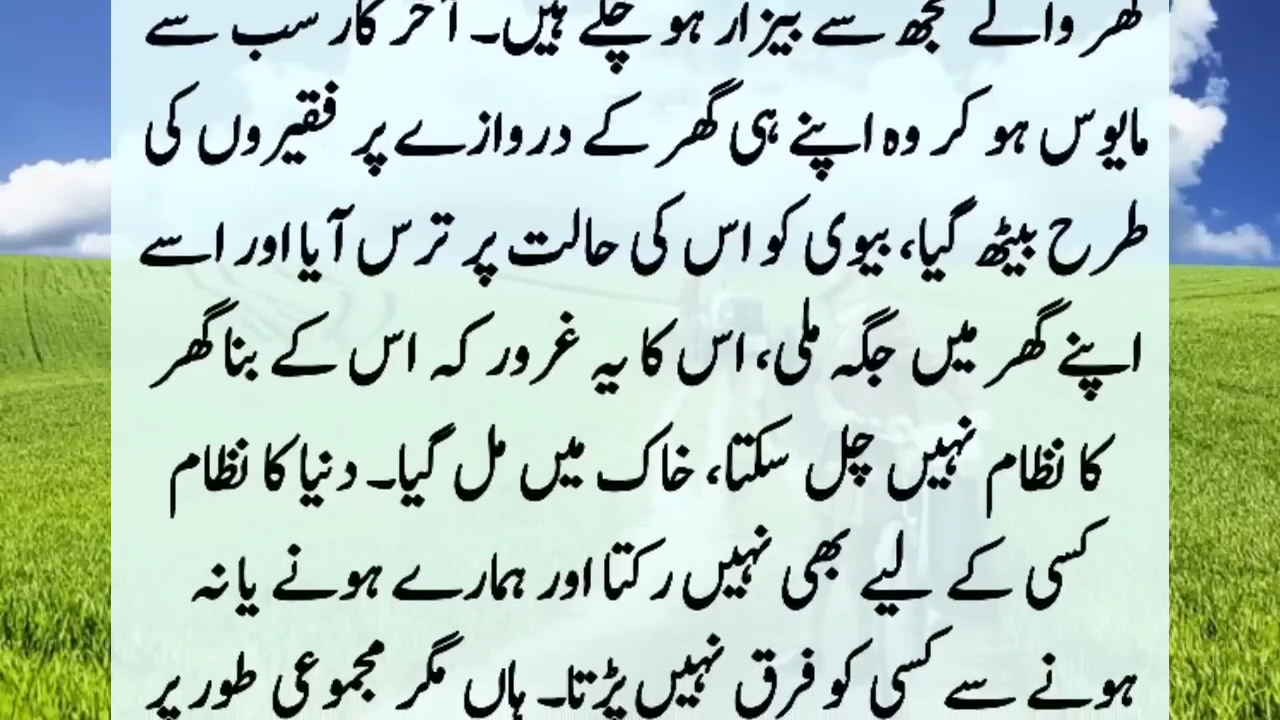 گھر والے مجھ سے بیزار ہو چلے ہیں۔ آخر کار سب سے
مایوس ہو کر وہ اپنے ہی گھر کے دروازے پر فقیروں کی
طرح بیٹھ گیا، بیوی کو اس کی حالت پر ترس آیا اور اسے
اپنے گھر میں جگہ ملی، اس کا یہ غرور کہ اس کے بنا گھر
کا نظام نہیں چل سکتا، خاک میں مل گیا۔ دنیا کا نظام
کسی کے لیے بھی نہیں رکتا اور ہمارے ہونے یا نہ
ہونے سے کسی کو فرق نہیں پڑتا۔ ہاں مگر مجموعی طور پر